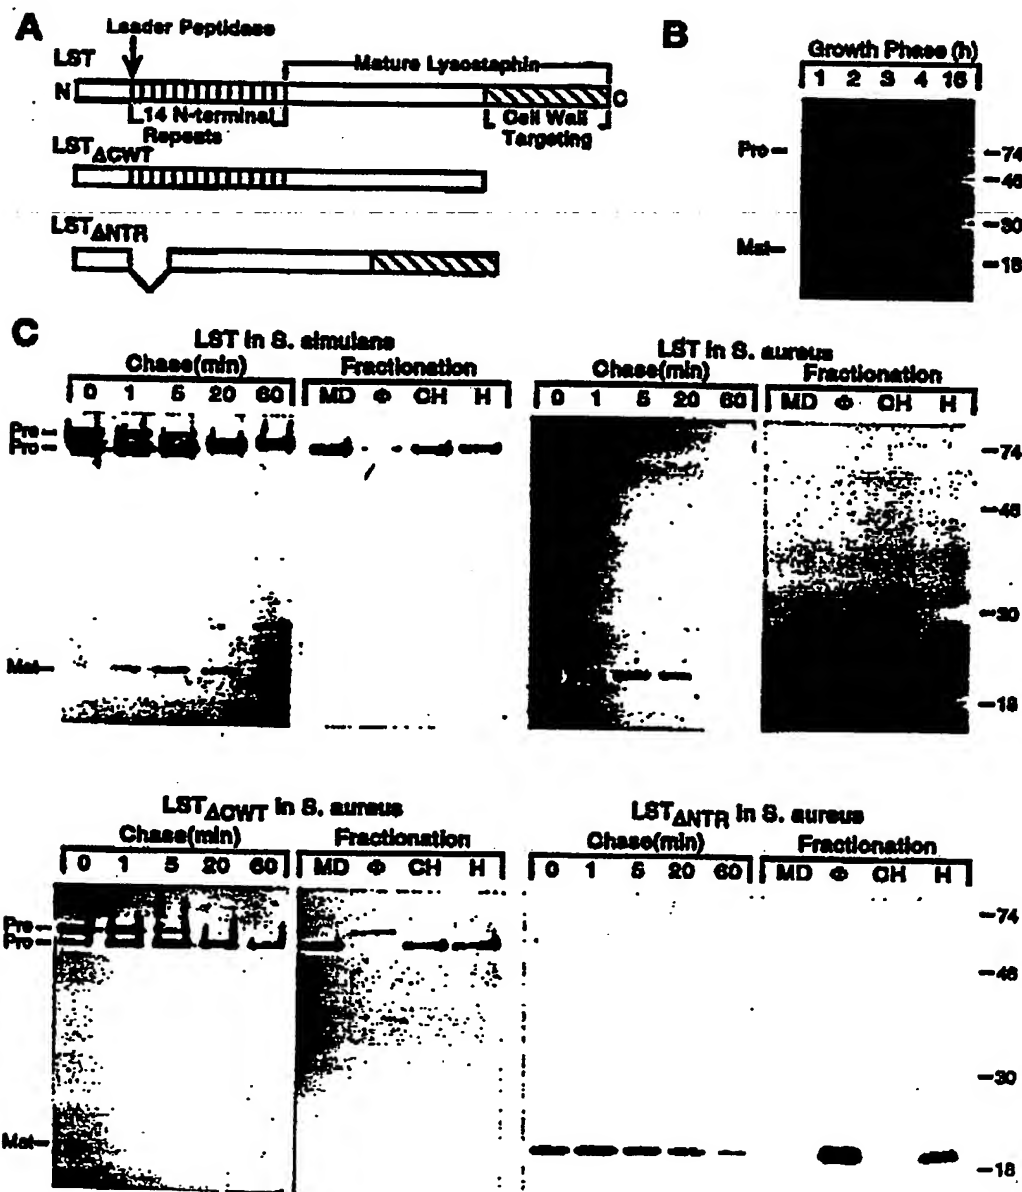 A
Leader Peptidase
LST
Mature Lysostaphin
N
C
14 N-terminal
Repeats
Cell Wall
Targeting
LSTΔCWT
LSTΔNTR
B
Growth Phase (h)
1 2 3 4 16
Pro
Mat
74
46
30
18
C
LST in S. simulans
Chase(min)
Fractionation
0 1 5 20 60
MD Φ CH H
Pre
Pro
Mat
LST in S. aureus
Chase(min)
Fractionation
0 1 5 20 60
MD Φ CH H
74
46
30
18
LSTΔCWT in S. aureus
Chase(min)
Fractionation
0 1 5 20 60
MD Φ CH H
Pre
Pro
Mat
LSTΔNTR in S. aureus
Chase(min)
Fractionation
0 1 5 20 60
MD Φ CH H
74
46
30
18